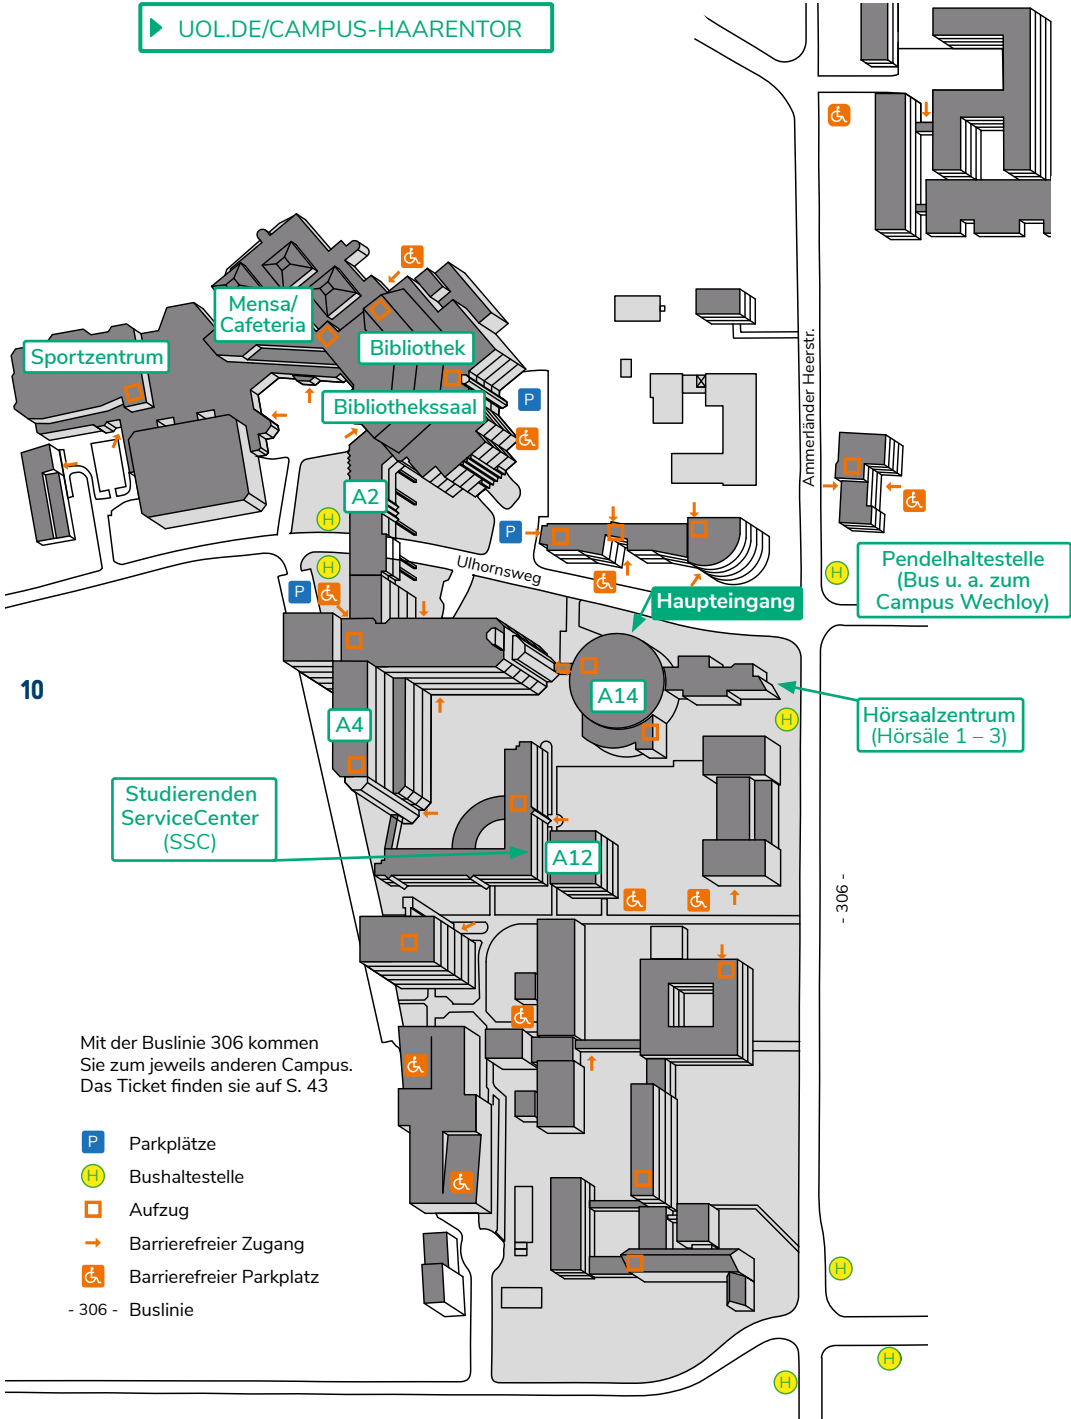 UOL.DE/CAMPUS-HAARENTOR
Mensa/
Cafeteria
Sportzentrum
Bibliothek
Bibliothekssaal
P
A2
H
P
H
P
Ulhornsweg
Ammerländer Heerstr.
H
Pendelhaltestelle
(Bus u. a. zum
Campus Wechloy)
Haupteingang
10
A14
A4
H
Hörsaalzentrum
(Hörsäle 1 – 3)
Studierenden
ServiceCenter
(SSC)
A12
- 306 -
Mit der Buslinie 306 kommen
Sie zum jeweils anderen Campus.
Das Ticket finden sie auf S. 43
P Parkplätze
H Bushaltestelle
Aufzug
Barrierefreier Zugang
Barrierefreier Parkplatz
- 306 - Buslinie
H
H
H